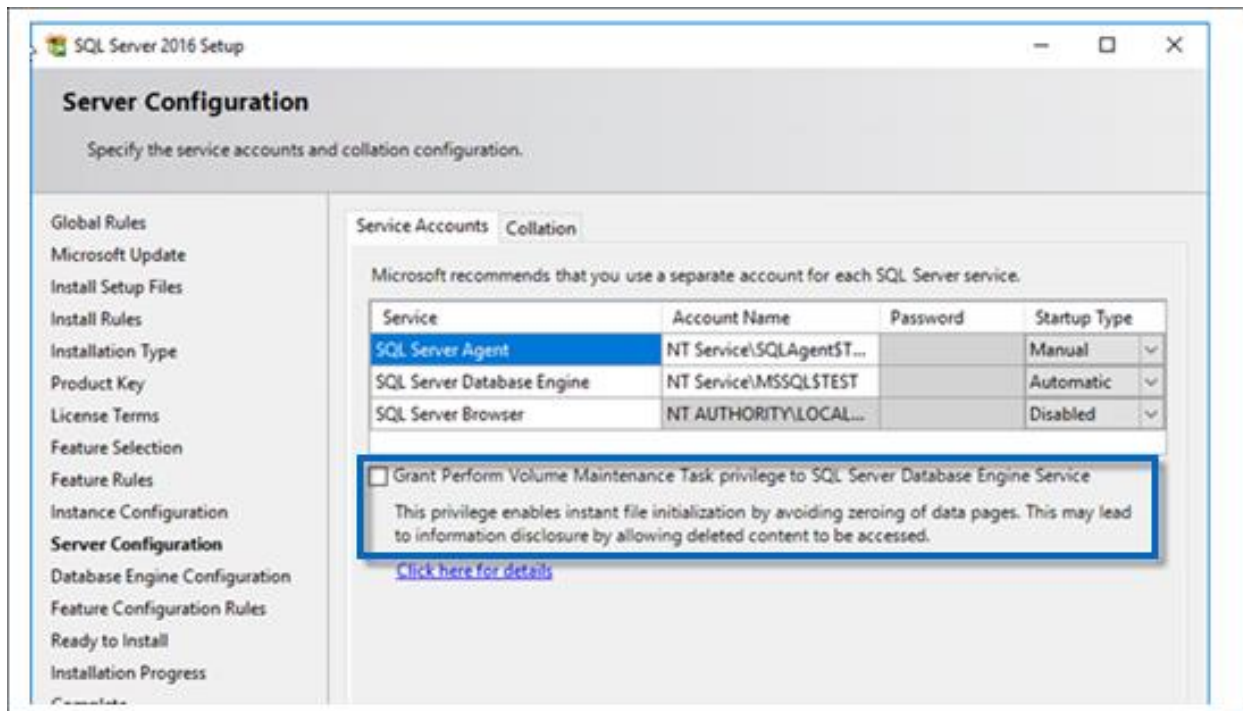 SQL Server 2016 Setup
Server Configuration
Specify the service accounts and collation configuration.
Global Rules
Microsoft Update
Install Setup Files
Install Rules
Installation Type
Product Key
License Terms
Feature Selection
Feature Rules
Instance Configuration
Server Configuration
Database Engine Configuration
Feature Configuration Rules
Ready to Install
Installation Progress
Complete
Service Accounts Collation
Microsoft recommends that you use a separate account for each SQL Server service.
Service Account Name Password Startup Type
SQL Server Agent NT Service\SQLAgent$T... Manual
SQL Server Database Engine NT Service\MSSQL$TEST Automatic
SQL Server Browser NT AUTHORITY\LOCAL... Disabled
Grant Perform Volume Maintenance Task privilege to SQL Server Database Engine Service
This privilege enables instant file initialization by avoiding zeroing of data pages. This may lead
to information disclosure by allowing deleted content to be accessed.
Click here for details